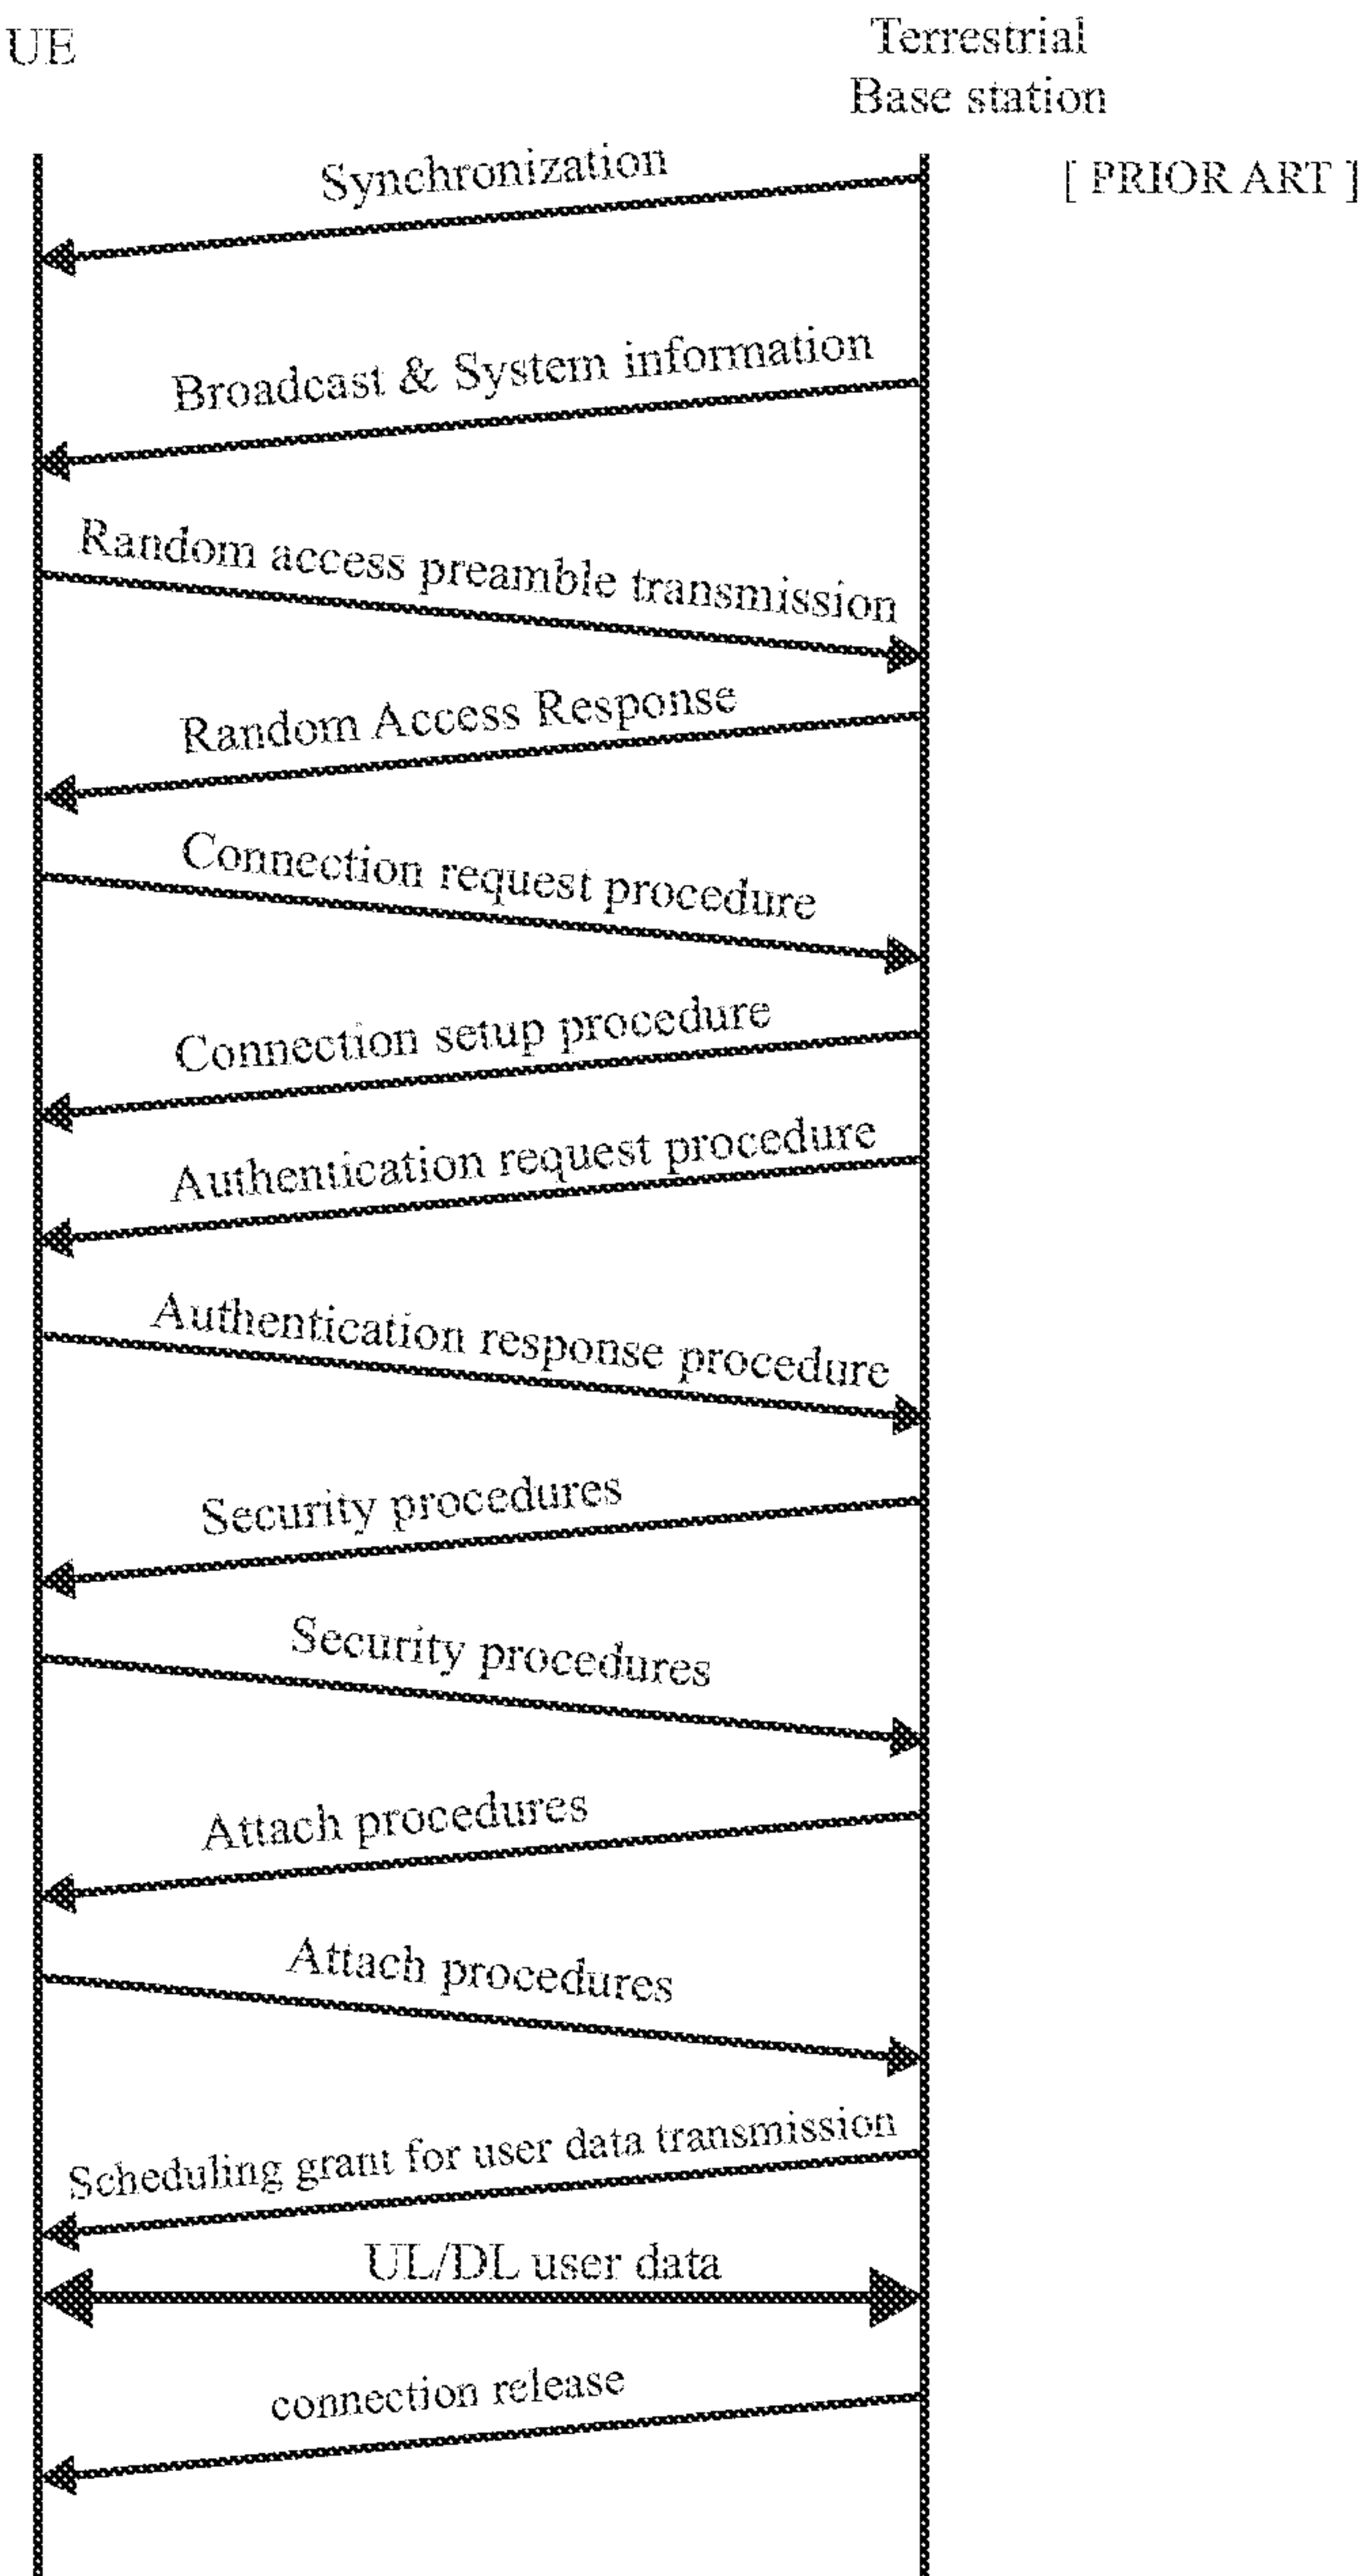 UE
Terrestrial
Base station
[ PRIOR ART ]
Synchronization
Broadcast & System information
Random access preamble transmission
Random Access Response
Connection request procedure
Connection setup procedure
Authentication request procedure
Authentication response procedure
Security procedures
Security procedures
Attach procedures
Attach procedures
Scheduling grant for user data transmission
UL/DL user data
connection release